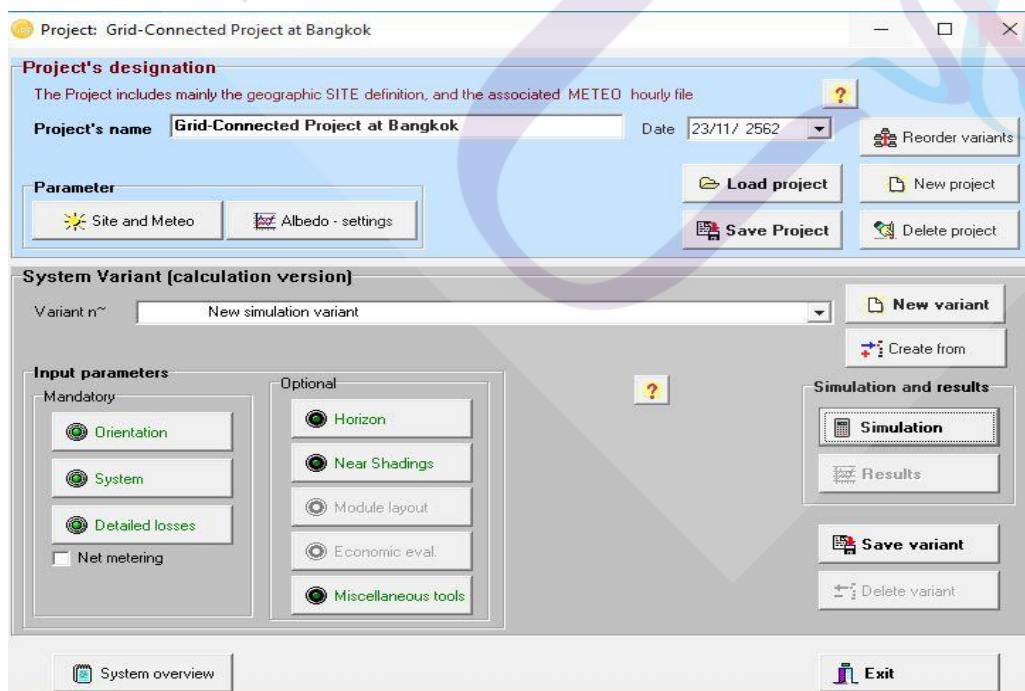 Project: Grid-Connected Project at Bangkok
Project's designation
The Project includes mainly the geographic SITE definition, and the associated METEO hourly file
?
Project's name Grid-Connected Project at Bangkok Date 23/11/ 2562
Reorder variants
Parameter
Load project New project
Site and Meteo Albedo - settings
Save Project Delete project
System Variant (calculation version)
Variant n~ New simulation variant
New variant
Create from
Input parameters
Mandatory Optional
?
Simulation and results
Orientation Horizon
Simulation
System Near Shadings
Results
Detailed losses Module layout
Net metering Economic eval.
Save variant
Miscellaneous tools
Delete variant
System overview Exit